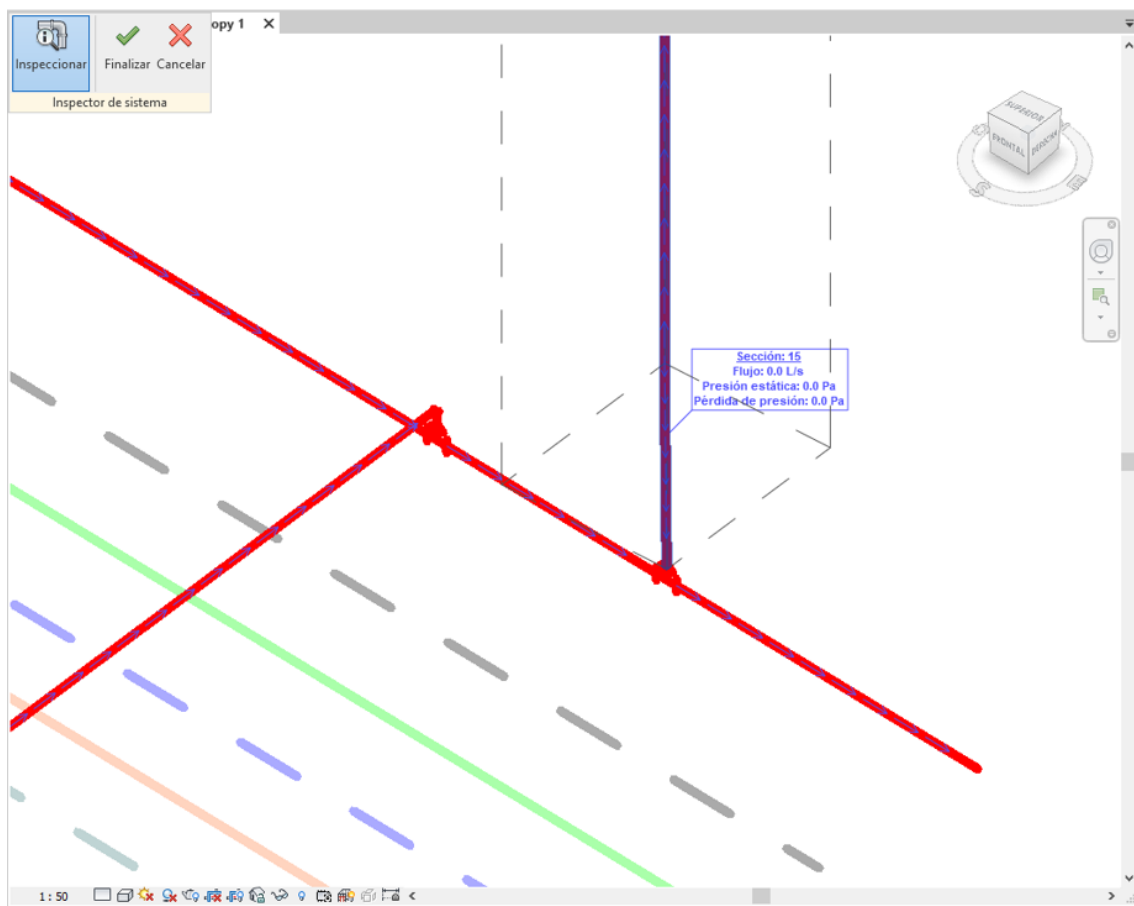 opy 1
Inspeccionar
Finalizar
Cancelar
Inspector de sistema
SUPERIOR
FRONTAL
DERECHA
S
E
Sección: 15
Flujo: 0.0 L/s
Presión estática: 0.0 Pa
Pérdida de presión: 0.0 Pa
1 : 50